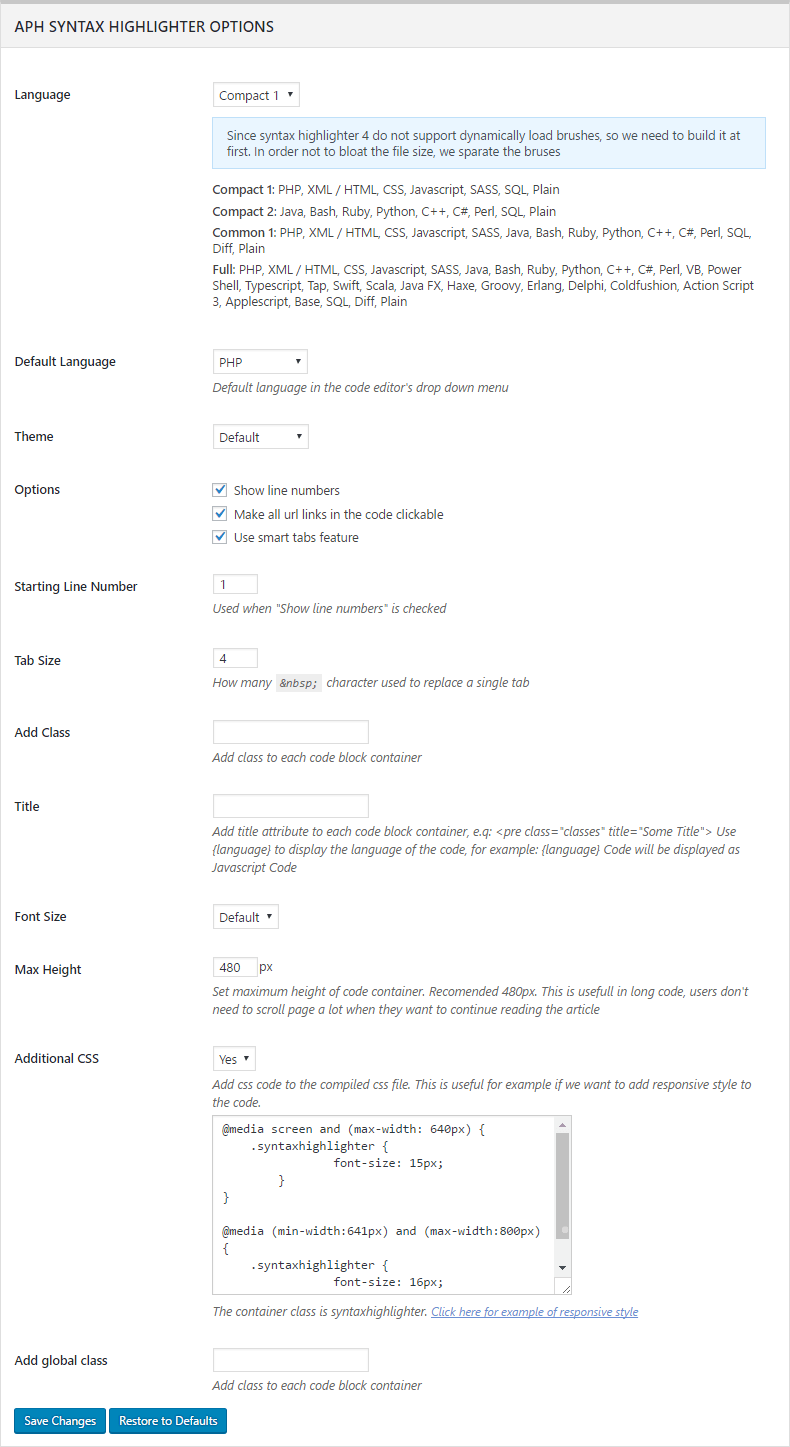 APH SYNTAX HIGHLIGHTER OPTIONS
Language
Compact 1
Since syntax highlighter 4 do not support dynamically load brushes, so we need to build it at
first. In order not to bloat the file size, we sparate the bruses
Compact 1: PHP, XML / HTML, CSS, Javascript, SASS, SQL, Plain
Compact 2: Java, Bash, Ruby, Python, C++, C#, Perl, SQL, Plain
Common 1: PHP, XML / HTML, CSS, Javascript, SASS, Java, Bash, Ruby, Python, C++, C#, Perl, SQL,
Diff, Plain
Full: PHP, XML / HTML, CSS, Javascript, SASS, Java, Bash, Ruby, Python, C++, C#, Perl, VB, Power
Shell, Typescript, Tap, Swift, Scala, Java FX, Haxe, Groovy, Erlang, Delphi, Coldfushion, Action Script
3, Applescript, Base, SQL, Diff, Plain
Default Language
PHP
Default language in the code editor's drop down menu
Theme
Default
Options
Show line numbers
Make all url links in the code clickable
Use smart tabs feature
Starting Line Number
1
Used when "Show line numbers" is checked
Tab Size
4
How many &nbsp; character used to replace a single tab
Add Class
Add class to each code block container
Title
Add title attribute to each code block container, e.q: <pre class="classes" title="Some Title"> Use
{language} to display the language of the code, for example: {language} Code will be displayed as
Javascript Code
Font Size
Default
Max Height
480 px
Set maximum height of code container. Recomended 480px. This is usefull in long code, users don't
need to scroll page a lot when they want to continue reading the article
Additional CSS
Yes
Add css code to the compiled css file. This is useful for example if we want to add responsive style to
the code.
@media screen and (max-width: 640px) {
.syntaxhighlighter {
font-size: 15px;
}
}
@media (min-width:641px) and (max-width:800px)
{
.syntaxhighlighter {
font-size: 16px;
The container class is syntaxhighlighter. Click here for example of responsive style
Add global class
Add class to each code block container
Save Changes
Restore to Defaults